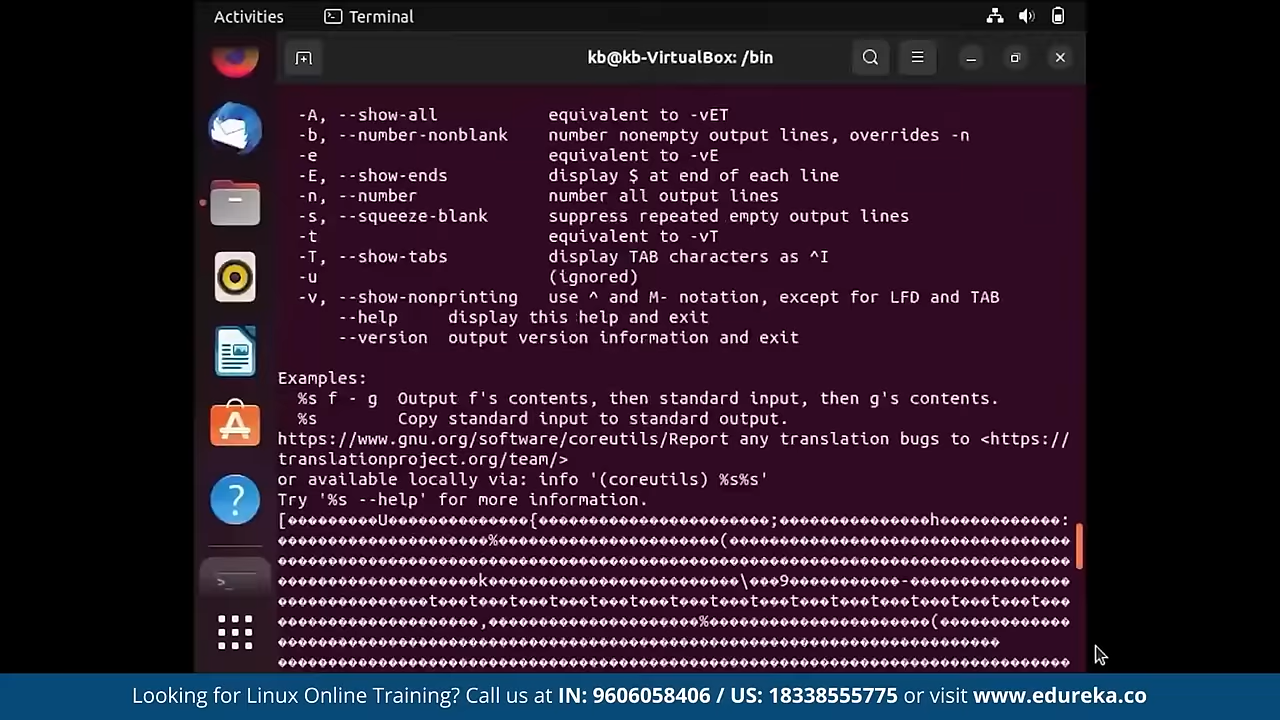 Activities
Terminal
kb@kb-VirtualBox: /bin
-A, --show-all equivalent to -vET
-b, --number-nonblank number nonempty output lines, overrides -n
-e equivalent to -vE
-E, --show-ends display $ at end of each line
-n, --number number all output lines
-s, --squeeze-blank suppress repeated empty output lines
-t equivalent to -vT
-T, --show-tabs display TAB characters as ^I
-u (ignored)
-v, --show-nonprinting use ^ and M- notation, except for LFD and TAB
--help display this help and exit
--version output version information and exit
Examples:
%s f - g Output f's contents, then standard input, then g's contents.
%s Copy standard input to standard output.
https://www.gnu.org/software/coreutils/Report any translation bugs to <https://
translationproject.org/team/>
or available locally via: info '(coreutils) %s%s'
Try '%s --help' for more information.
Looking for Linux Online Training? Call us at IN: 9606058406 / US: 18338555775 or visit www.edureka.co